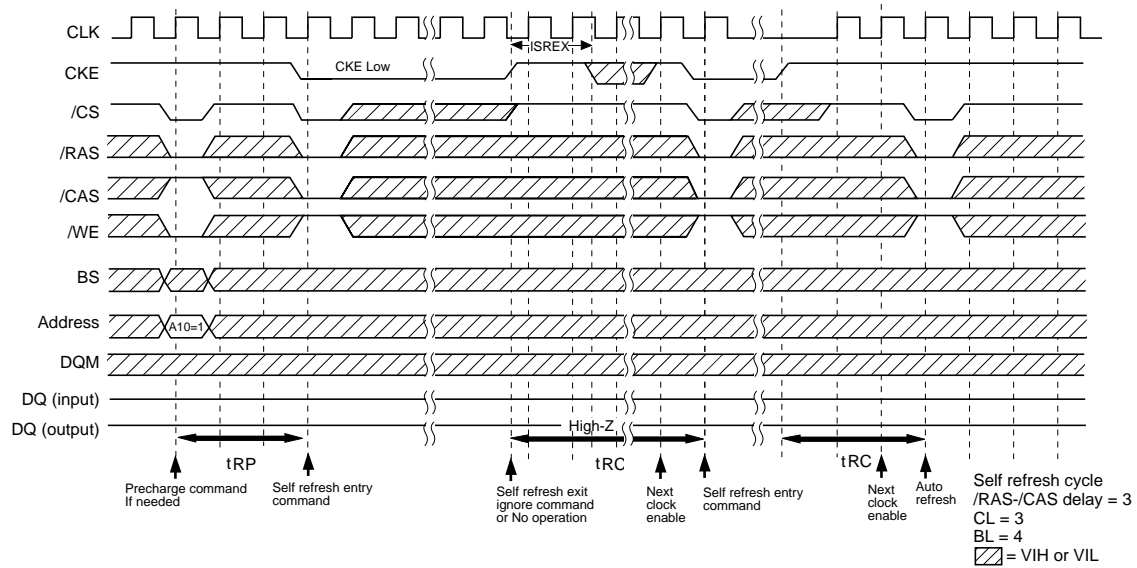 CLK
ISREX
CKE
CKE Low
/CS
/RAS
/CAS
/WE
BS
Address
A10=1
DQM
DQ (input)
DQ (output)
High-Z
tRP
tRC
tRC
Precharge command
If needed
Self refresh entry
command
Self refresh exit
ignore command
or No operation
Next
clock
enable
Self refresh entry
command
Next
clock
enable
Auto
refresh
Self refresh cycle
/RAS-/CAS delay = 3
CL = 3
BL = 4
= VIH or VIL